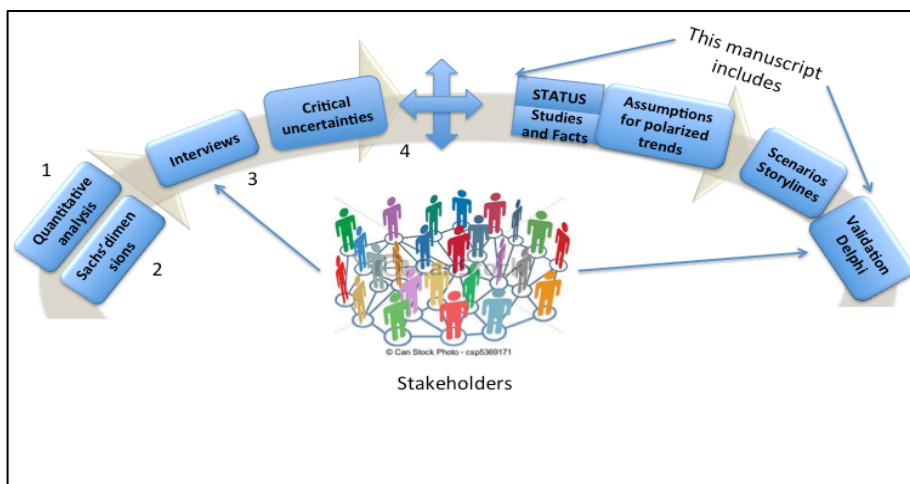 This manuscript
includes
1
Quantitative
analysis
Sachs'dimen
sions
2
Interviews
3
Critical
uncertainties
4
STATUS
Studies
and Facts
Assumptions
for polarized
trends
Scenarios
Storylines
Validation
Delphi
© Can Stock Photo - csp5369171
Stakeholders